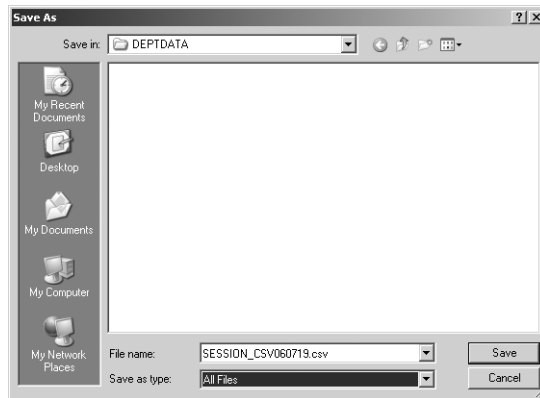 Save As
Save in:
DEPTDATA
My Recent
Documents
Desktop
My Documents
My Computer
My Network
Places
File name:
SESSION_CSV060719.csv
Save
Save as type:
All Files
Cancel